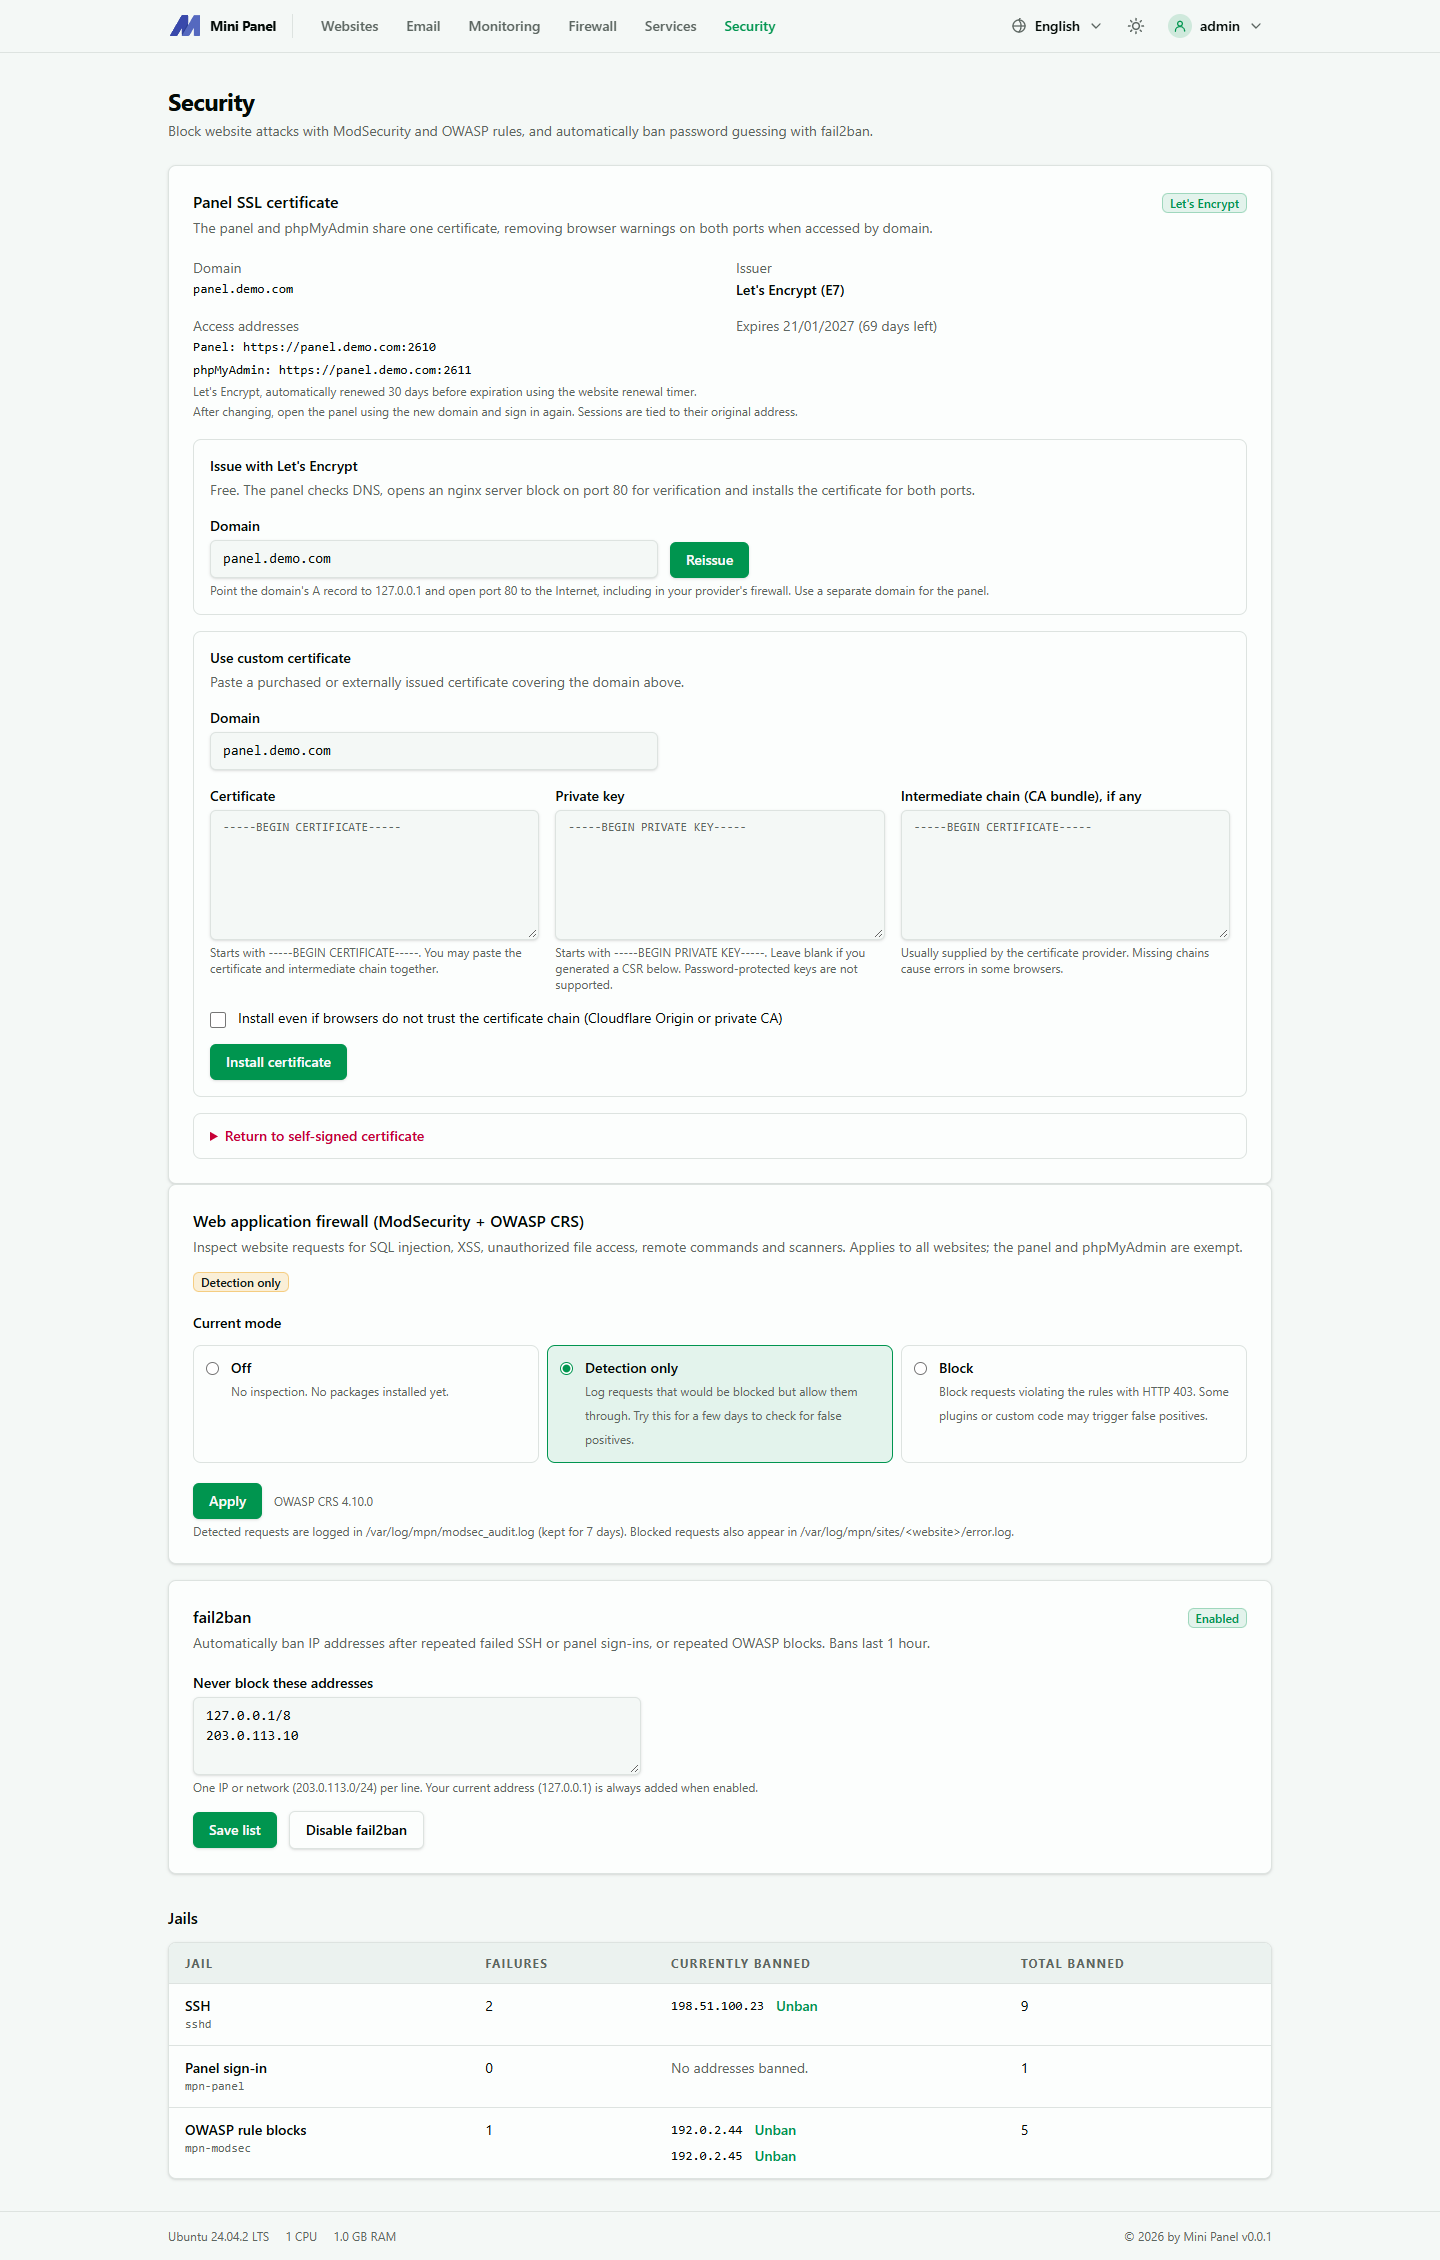 Mini Panel
Websites
Email
Monitoring
Firewall
Services
Security
English
admin
Security
Block website attacks with ModSecurity and OWASP rules, and automatically ban password guessing with fail2ban.
Panel SSL certificate
Let's Encrypt
The panel and phpMyAdmin share one certificate, removing browser warnings on both ports when accessed by domain.
Domain
panel.demo.com
Issuer
Let's Encrypt (E7)
Access addresses
Panel: https://panel.demo.com:2610
phpMyAdmin: https://panel.demo.com:2611
Expires 21/01/2027 (69 days left)
Let's Encrypt, automatically renewed 30 days before expiration using the website renewal timer.
After changing, open the panel using the new domain and sign in again. Sessions are tied to their original address.
Issue with Let's Encrypt
Free. The panel checks DNS, opens an nginx server block on port 80 for verification and installs the certificate for both ports.
Domain
panel.demo.com
Reissue
Point the domain's A record to 127.0.0.1 and open port 80 to the Internet, including in your provider's firewall. Use a separate domain for the panel.
Use custom certificate
Paste a purchased or externally issued certificate covering the domain above.
Domain
panel.demo.com
Certificate
-----BEGIN CERTIFICATE-----
Starts with -----BEGIN CERTIFICATE-----. You may paste the
certificate and intermediate chain together.
Private key
-----BEGIN PRIVATE KEY-----
Starts with -----BEGIN PRIVATE KEY-----. Leave blank if you
generated a CSR below. Password-protected keys are not
supported.
Intermediate chain (CA bundle), if any
-----BEGIN CERTIFICATE-----
Usually supplied by the certificate provider. Missing chains
cause errors in some browsers.
Install even if browsers do not trust the certificate chain (Cloudflare Origin or private CA)
Install certificate
Return to self-signed certificate
Web application firewall (ModSecurity + OWASP CRS)
Inspect website requests for SQL injection, XSS, unauthorized file access, remote commands and scanners. Applies to all websites; the panel and phpMyAdmin are exempt.
Detection only
Current mode
Off
No inspection. No packages installed yet.
Detection only
Log requests that would be blocked but allow them
through. Try this for a few days to check for false
positives.
Block
Block requests violating the rules with HTTP 403. Some
plugins or custom code may trigger false positives.
Apply
OWASP CRS 4.10.0
Detected requests are logged in /var/log/mpn/modsec_audit.log (kept for 7 days). Blocked requests also appear in /var/log/mpn/sites/<website>/error.log.
fail2ban
Enabled
Automatically ban IP addresses after repeated failed SSH or panel sign-ins, or repeated OWASP blocks. Bans last 1 hour.
Never block these addresses
127.0.0.1/8
203.0.113.10
One IP or network (203.0.113.0/24) per line. Your current address (127.0.0.1) is always added when enabled.
Save list
Disable fail2ban
Jails
JAIL
FAILURES
CURRENTLY BANNED
TOTAL BANNED
SSH
sshd
2
198.51.100.23 Unban
9
Panel sign-in
mpn-panel
0
No addresses banned.
1
OWASP rule blocks
mpn-modsec
1
192.0.2.44 Unban
192.0.2.45 Unban
5
Ubuntu 24.04.2 LTS
1 CPU
1.0 GB RAM
© 2026 by Mini Panel v0.0.1